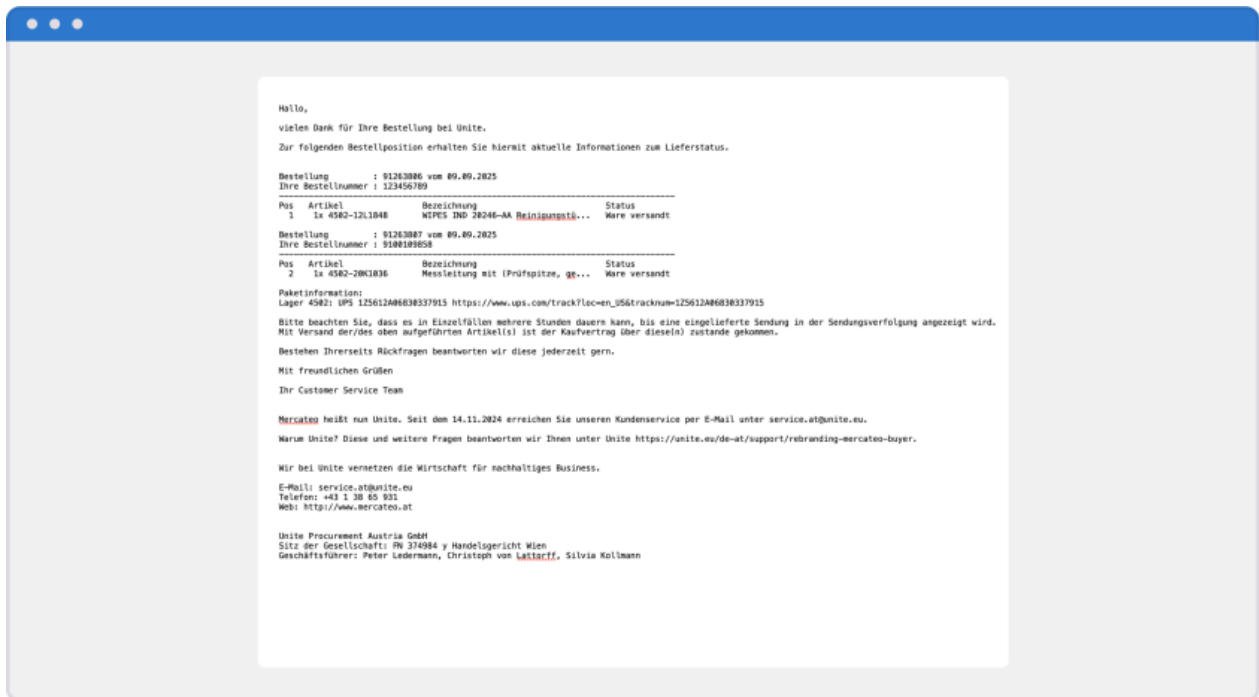 Hallo,
vielen Dank für Ihre Bestellung bei Unite.
Zur folgenden Bestellposition erhalten Sie hiermit aktuelle Informationen zum Lieferstatus.
Bestellung : 91263806 vom 09.09.2025
Ihre Bestellnummer : 123456789
Pos Artikel Bezeichnung Status
1 1x 4502-12L1848 WIPES IND 20246-AA Reinigungstü... Ware versandt
Bestellung : 91263807 vom 09.09.2025
Ihre Bestellnummer : 9100109858
Pos Artikel Bezeichnung Status
2 1x 4502-20K1036 Messleitung mit (Prüfspitze, ge... Ware versandt
Paketinformation:
Lager 4502: UPS 1Z5612A06830337915 https://www.ups.com/track?loc=en_US&tracknum=1Z5612A06830337915
Bitte beachten Sie, dass es in Einzelfällen mehrere Stunden dauern kann, bis eine eingelieferte Sendung in der Sendungsverfolgung angezeigt wird.
Mit Versand der/des oben aufgeführten Artikel(s) ist der Kaufvertrag über diese(n) zustande gekommen.
Bestehen Ihrerseits Rückfragen beantworten wir diese jederzeit gern.
Mit freundlichen Grüßen
Ihr Customer Service Team
Mercateo heißt nun Unite. Seit dem 14.11.2024 erreichen Sie unseren Kundenservice per E-Mail unter service.at@unite.eu.
Warum Unite? Diese und weitere Fragen beantworten wir Ihnen unter Unite https://unite.eu/de-at/support/rebranding-mercateo-buyer.
Wir bei Unite vernetzen die Wirtschaft für nachhaltiges Business.
E-Mail: service.at@unite.eu
Telefon: +43 1 38 65 931
Web: http://www.mercateo.at
Unite Procurement Austria GmbH
Sitz der Gesellschaft: FN 374984 y Handelsgericht Wien
Geschäftsführer: Peter Ledermann, Christoph von Lattorff, Silvia Kollmann